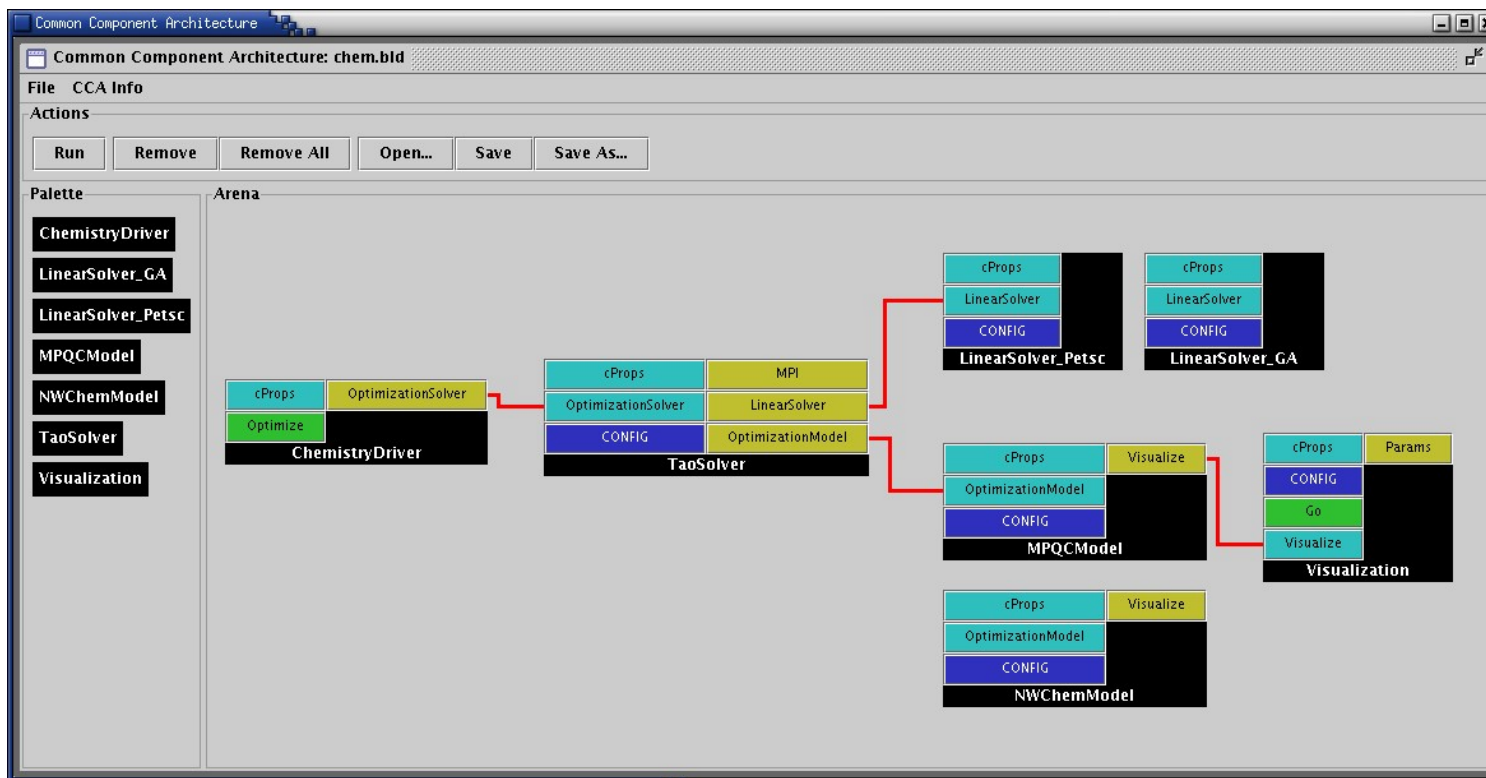 Common Component Architecture
Common Component Architecture: chem.bld
File CCA Info
Actions
Run Remove Remove All Open... Save Save As...
Palette
ChemistryDriver
LinearSolver_GA
LinearSolver_Petsc
MPQCModel
NWChemModel
TaoSolver
Visualization
Arena
cProps OptimizationSolver
Optimize
ChemistryDriver
cProps MPI
OptimizationSolver LinearSolver
CONFIG OptimizationModel
TaoSolver
cProps
LinearSolver
CONFIG
LinearSolver_Petsc
cProps
LinearSolver
CONFIG
LinearSolver_GA
cProps Visualize
OptimizationModel
CONFIG
MPQCModel
cProps Params
CONFIG
Go
Visualize
Visualization
cProps Visualize
OptimizationModel
CONFIG
NWChemModel